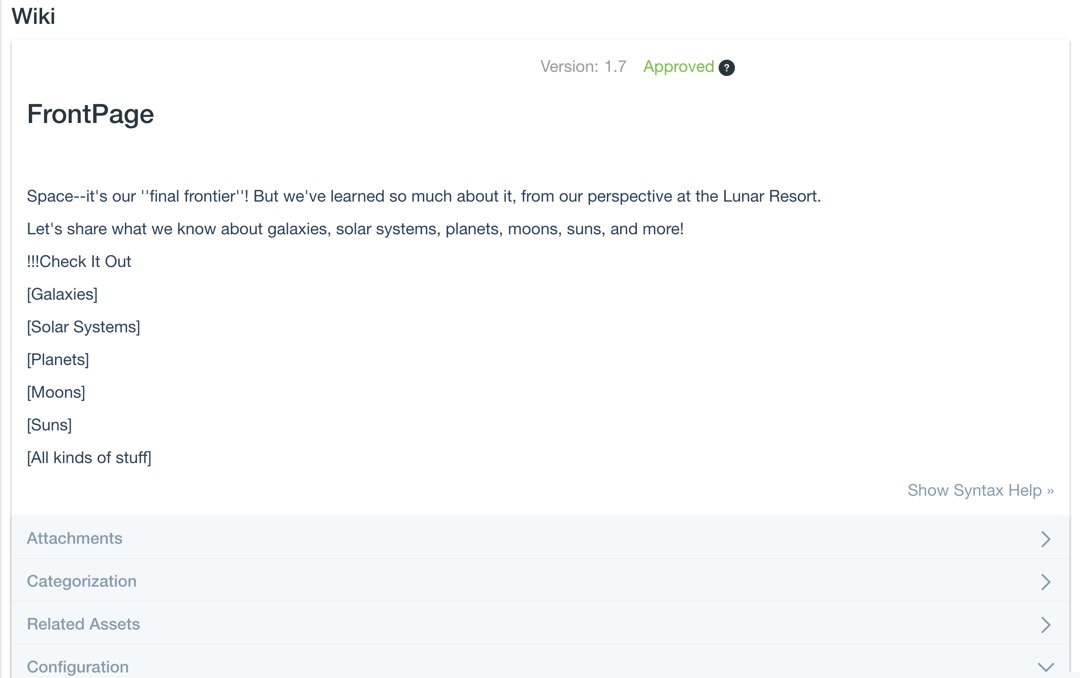 Wiki
Version: 1.7 Approved ?
FrontPage
Space--it's our ''final frontier''! But we've learned so much about it, from our perspective at the Lunar Resort.
Let's share what we know about galaxies, solar systems, planets, moons, suns, and more!
!!!Check It Out
[Galaxies]
[Solar Systems]
[Planets]
[Moons]
[Suns]
[All kinds of stuff]
Show Syntax Help »
Attachments
Categorization
Related Assets
Configuration